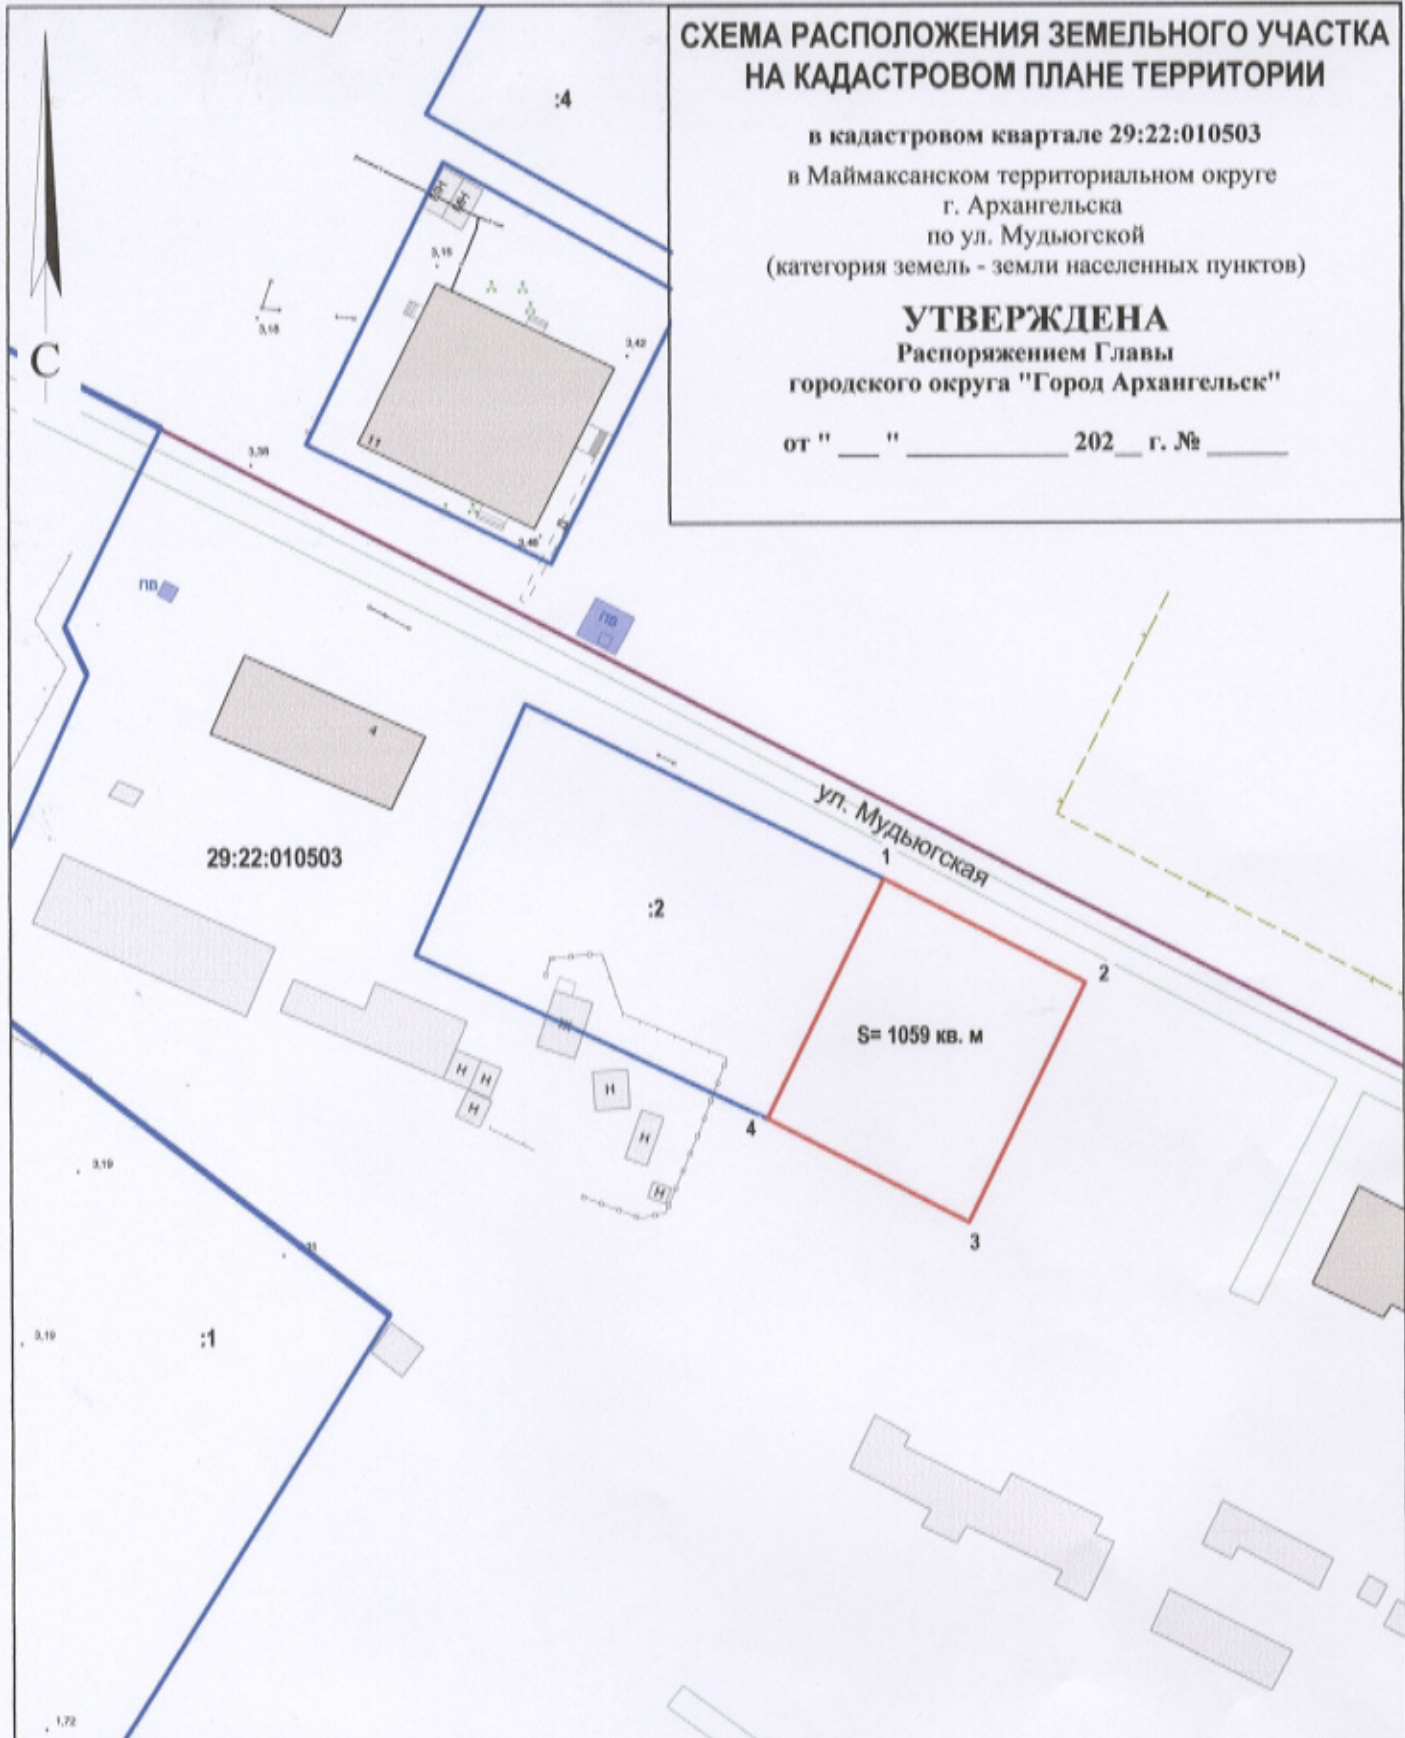 СХЕМА РАСПОЛОЖЕНИЯ ЗЕМЕЛЬНОГО УЧАСТКА
НА КАДАСТРОВОМ ПЛАНЕ ТЕРРИТОРИИ
в кадастровом квартале 29:22:010503
в Маймаксанском территориальном округе
г. Архангельска
по ул. Мудьюгской
(категория земель - земли населенных пунктов)
УТВЕРЖДЕНА
Распоряжением Главы
городского округа "Город Архангельск"
от " ___ " ____________ 202__ г. № ______
:4
3,15
3,18
3,42
С
11
3,38
3,46
ПВ
ПВ
4
ул. Мудьюгская
29:22:010503
1
:2
2
S= 1059 кв. м
Н
Н
Н
Н
Н
Н
4
3
3,19
3,19
:1
1,72